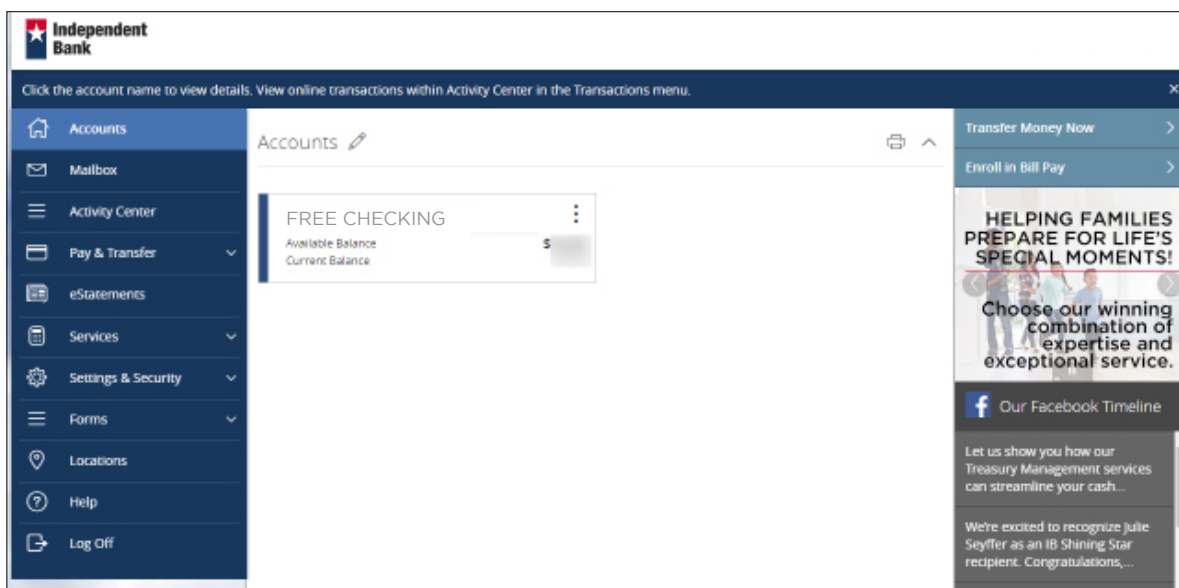 Independent
Bank
Click the account name to view details. View online transactions within Activity Center in the Transactions menu.
Accounts
Mailbox
Activity Center
Pay & Transfer
eStatements
Services
Settings & Security
Forms
Locations
Help
Log Off
Accounts
FREE CHECKING
Available Balance $
Current Balance
Transfer Money Now
Enroll in Bill Pay
HELPING FAMILIES
PREPARE FOR LIFE'S
SPECIAL MOMENTS!
Choose our winning
combination of
expertise and
exceptional service.
Our Facebook Timeline
Let us show you how our
Treasury Management services
can streamline your cash...
We're excited to recognize Julie
Seyffer as an IB Shining Star
recipient. Congratulations,...